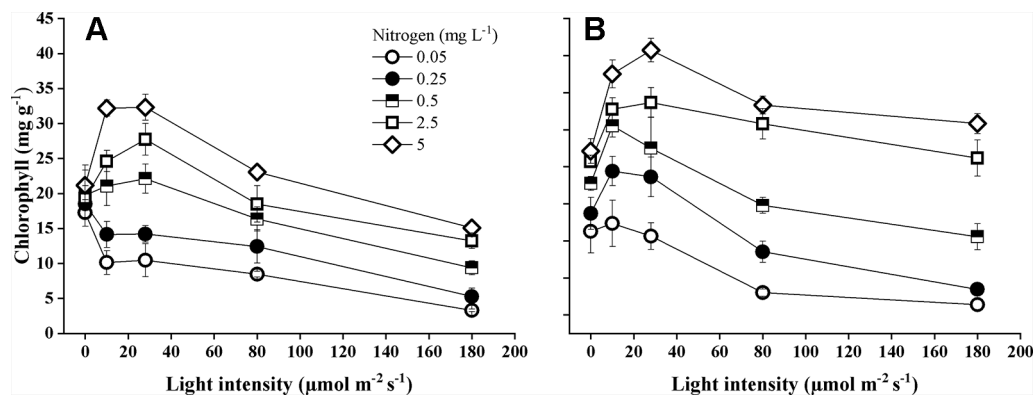 A
B
Nitrogen (mg L⁻¹)
0.05
0.25
0.5
2.5
5
Chlorophyll (mg g⁻¹)
45
40
35
30
25
20
15
10
5
0
0 20 40 60 80 100 120 140 160 180 200
0 20 40 60 80 100 120 140 160 180 200
Light intensity (µmol m⁻² s⁻¹)
Light intensity (µmol m⁻² s⁻¹)